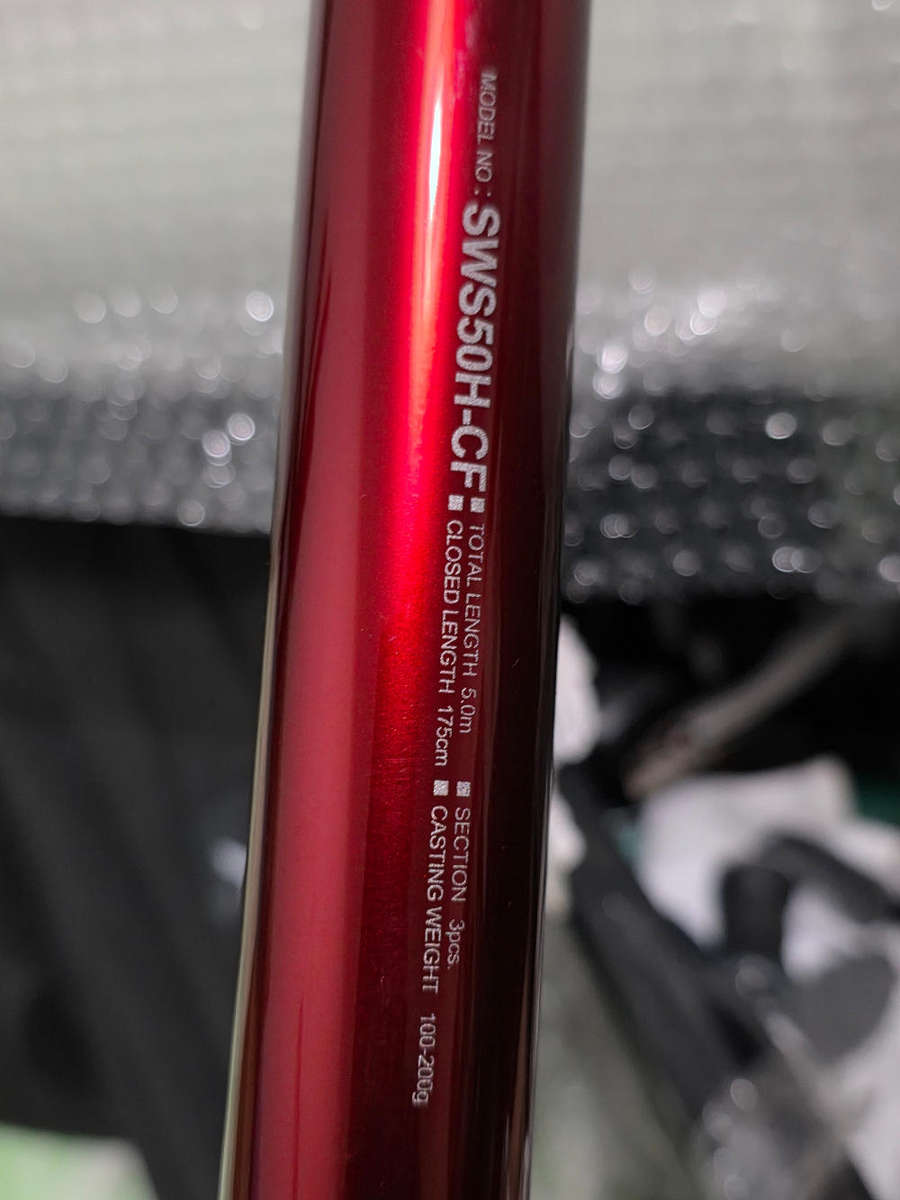 MODEL NO : SWS50H-CF
■ TOTAL LENGTH 5.0m ■ SECTION 3pcs.
■ CLOSED LENGTH 175cm ■ CASTING WEIGHT 100-200g